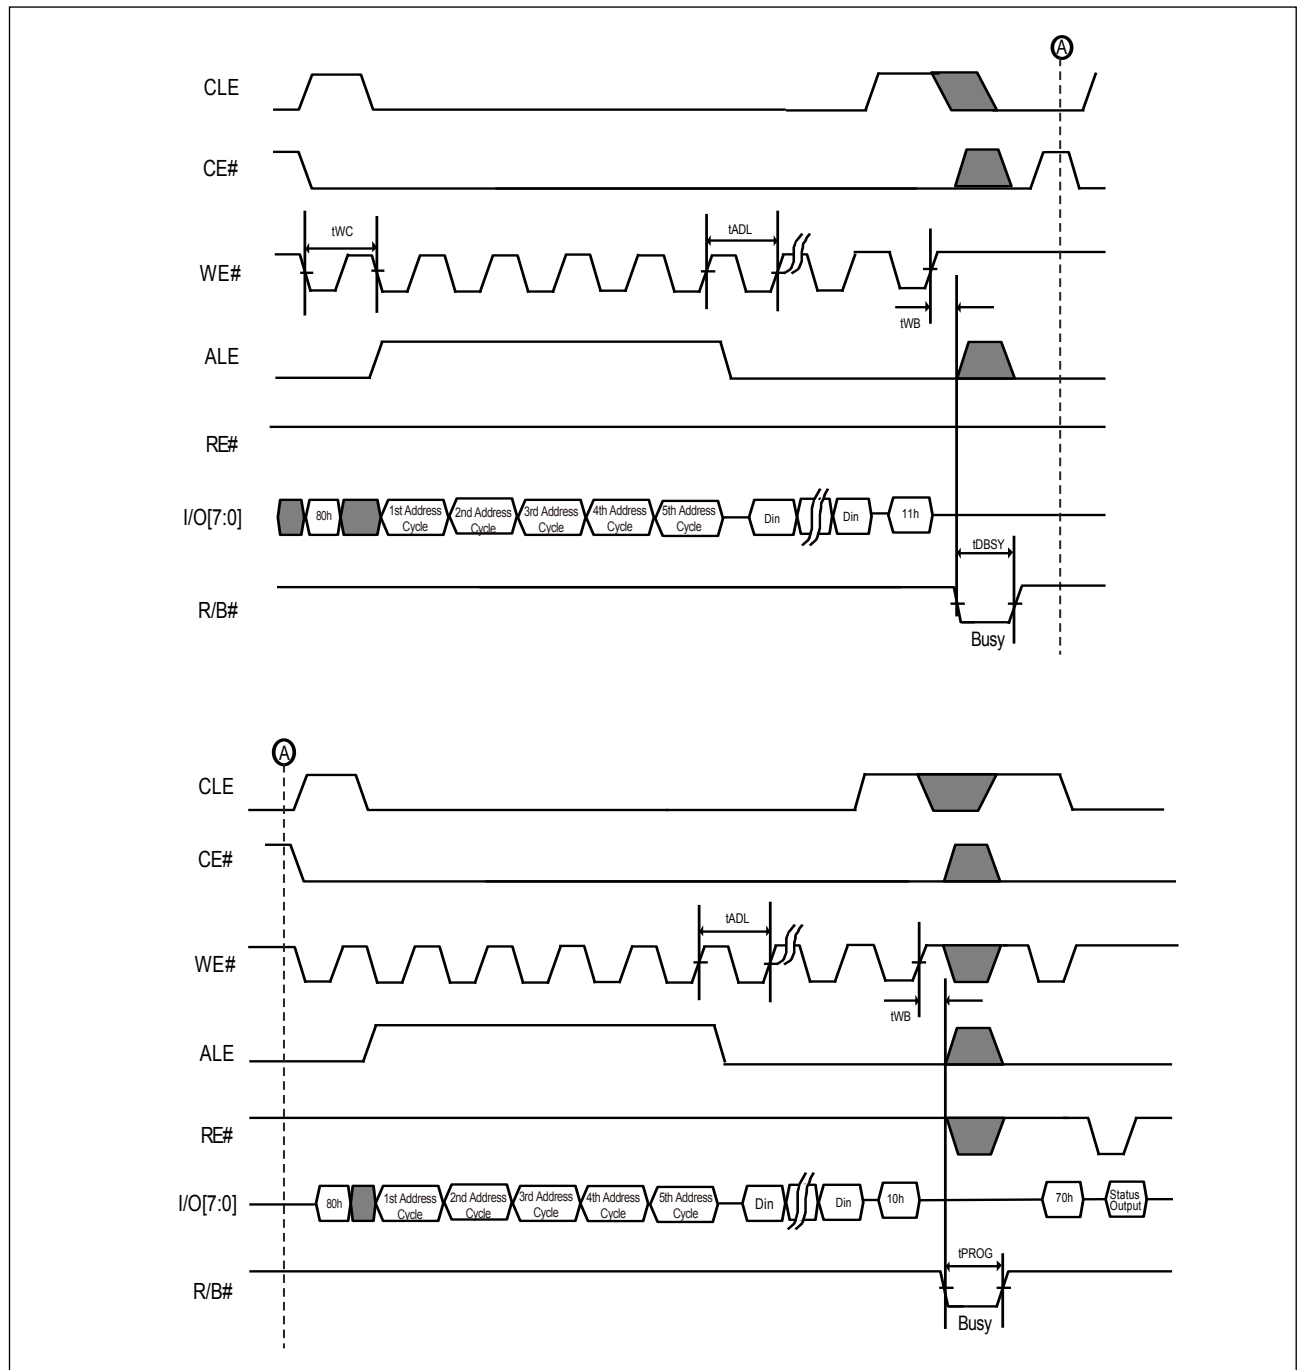 A
CLE
CE#
tWC
tADL
WE#
tWB
ALE
RE#
I/O[7:0]
80h
1st Address
Cycle
2nd Address
Cycle
3rd Address
Cycle
4th Address
Cycle
5th Address
Cycle
Din
Din
11h
tDBSY
R/B#
Busy
A
CLE
CE#
tADL
WE#
tWB
ALE
RE#
I/O[7:0]
80h
1st Address
Cycle
2nd Address
Cycle
3rd Address
Cycle
4th Address
Cycle
5th Address
Cycle
Din
Din
10h
70h
Status
Output
tPROG
R/B#
Busy